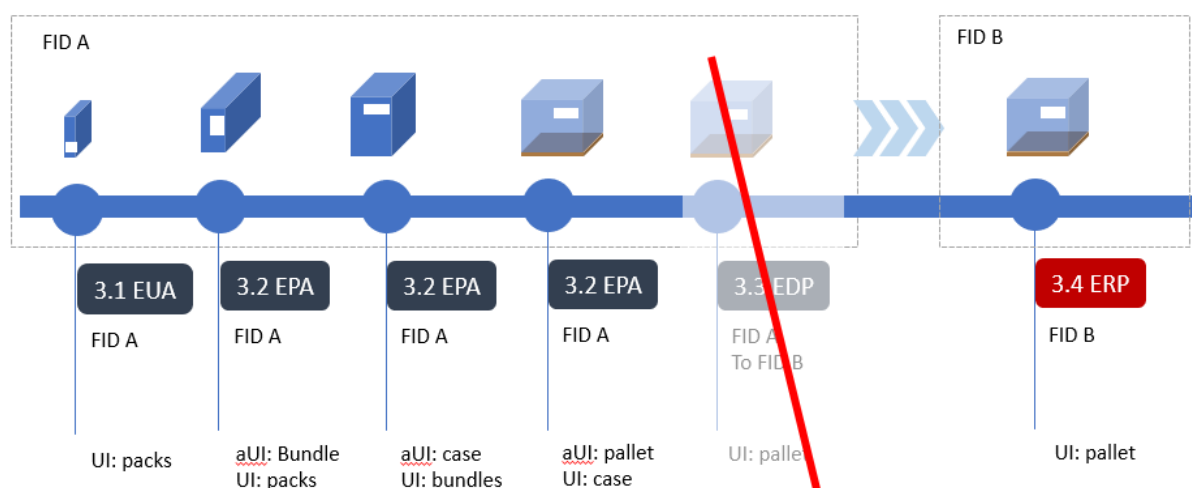 FID A
FID B
3.1 EUA
3.2 EPA
3.2 EPA
3.2 EPA
3.3 EDP
3.4 ERP
FID A
FID A
FID A
FID A
FID A
To FID B
FID B
UI: packs
aUI: Bundle
UI: packs
aUI: case
UI: bundles
aUI: pallet
UI: case
UI: pallet
UI: pallet